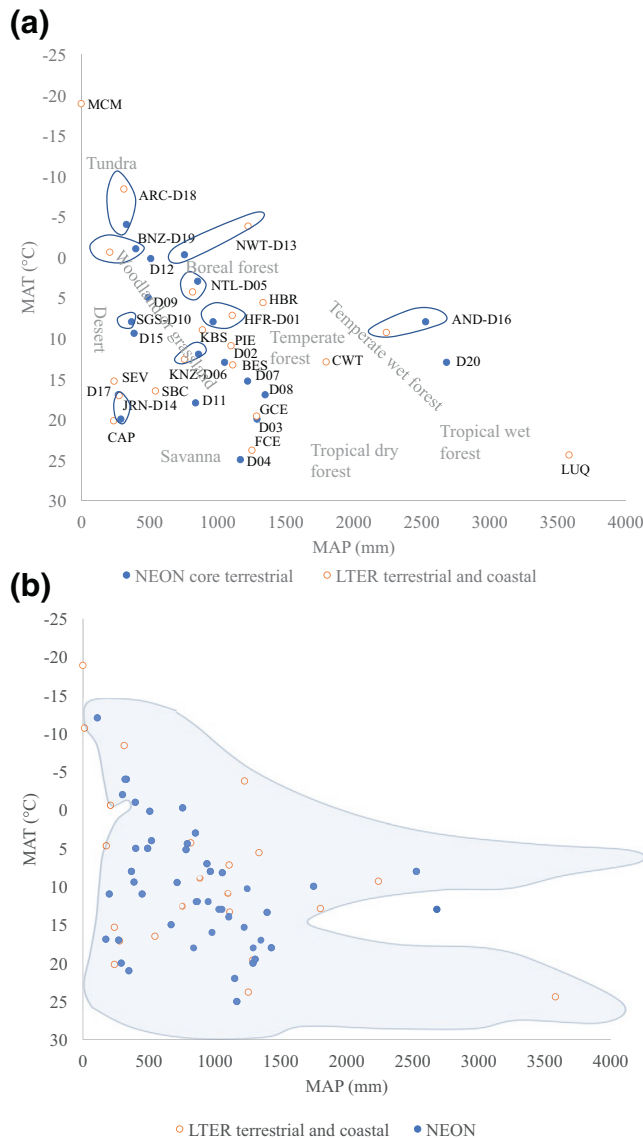 (a)
-25
-20
MCM
-15
Tundra
-10
ARC-D18
-5
BNZ-D19
NWT-D13
0
D12
Boreal forest
Woodland or grassland
NTL-D05
5
D09
HBR
SGS-D10
HFR-D01
AND-D16
Desert
D15
KBS
PIE
Temperate
forest
Temperate wet forest
10
D02
CWT
D20
KNZ-D06
BES
15
SEV
D07
D17
JRN-D14
SBC
D11
D08
20
GCE
CAP
D03
Savanna
FCE
Tropical dry
forest
Tropical wet
forest
25
D04
LUQ
30
MAT (°C)
0 500 1000 1500 2000 2500 3000 3500 4000
MAP (mm)
NEON core terrestrial LTER terrestrial and coastal
(b)
-25
-20
-15
-10
-5
0
5
10
15
20
25
30
MAT (°C)
0 500 1000 1500 2000 2500 3000 3500 4000
MAP (mm)
LTER terrestrial and coastal NEON